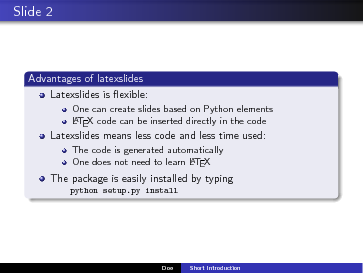 Slide 2
Advantages of latexslides
Latexslides is flexible:
One can create slides based on Python elements
LATEX code can be inserted directly in the code
Latexslides means less code and less time used:
The code is generated automatically
One does not need to learn LATEX
The package is easily installed by typing
python setup.py install
Doe Short Introduction